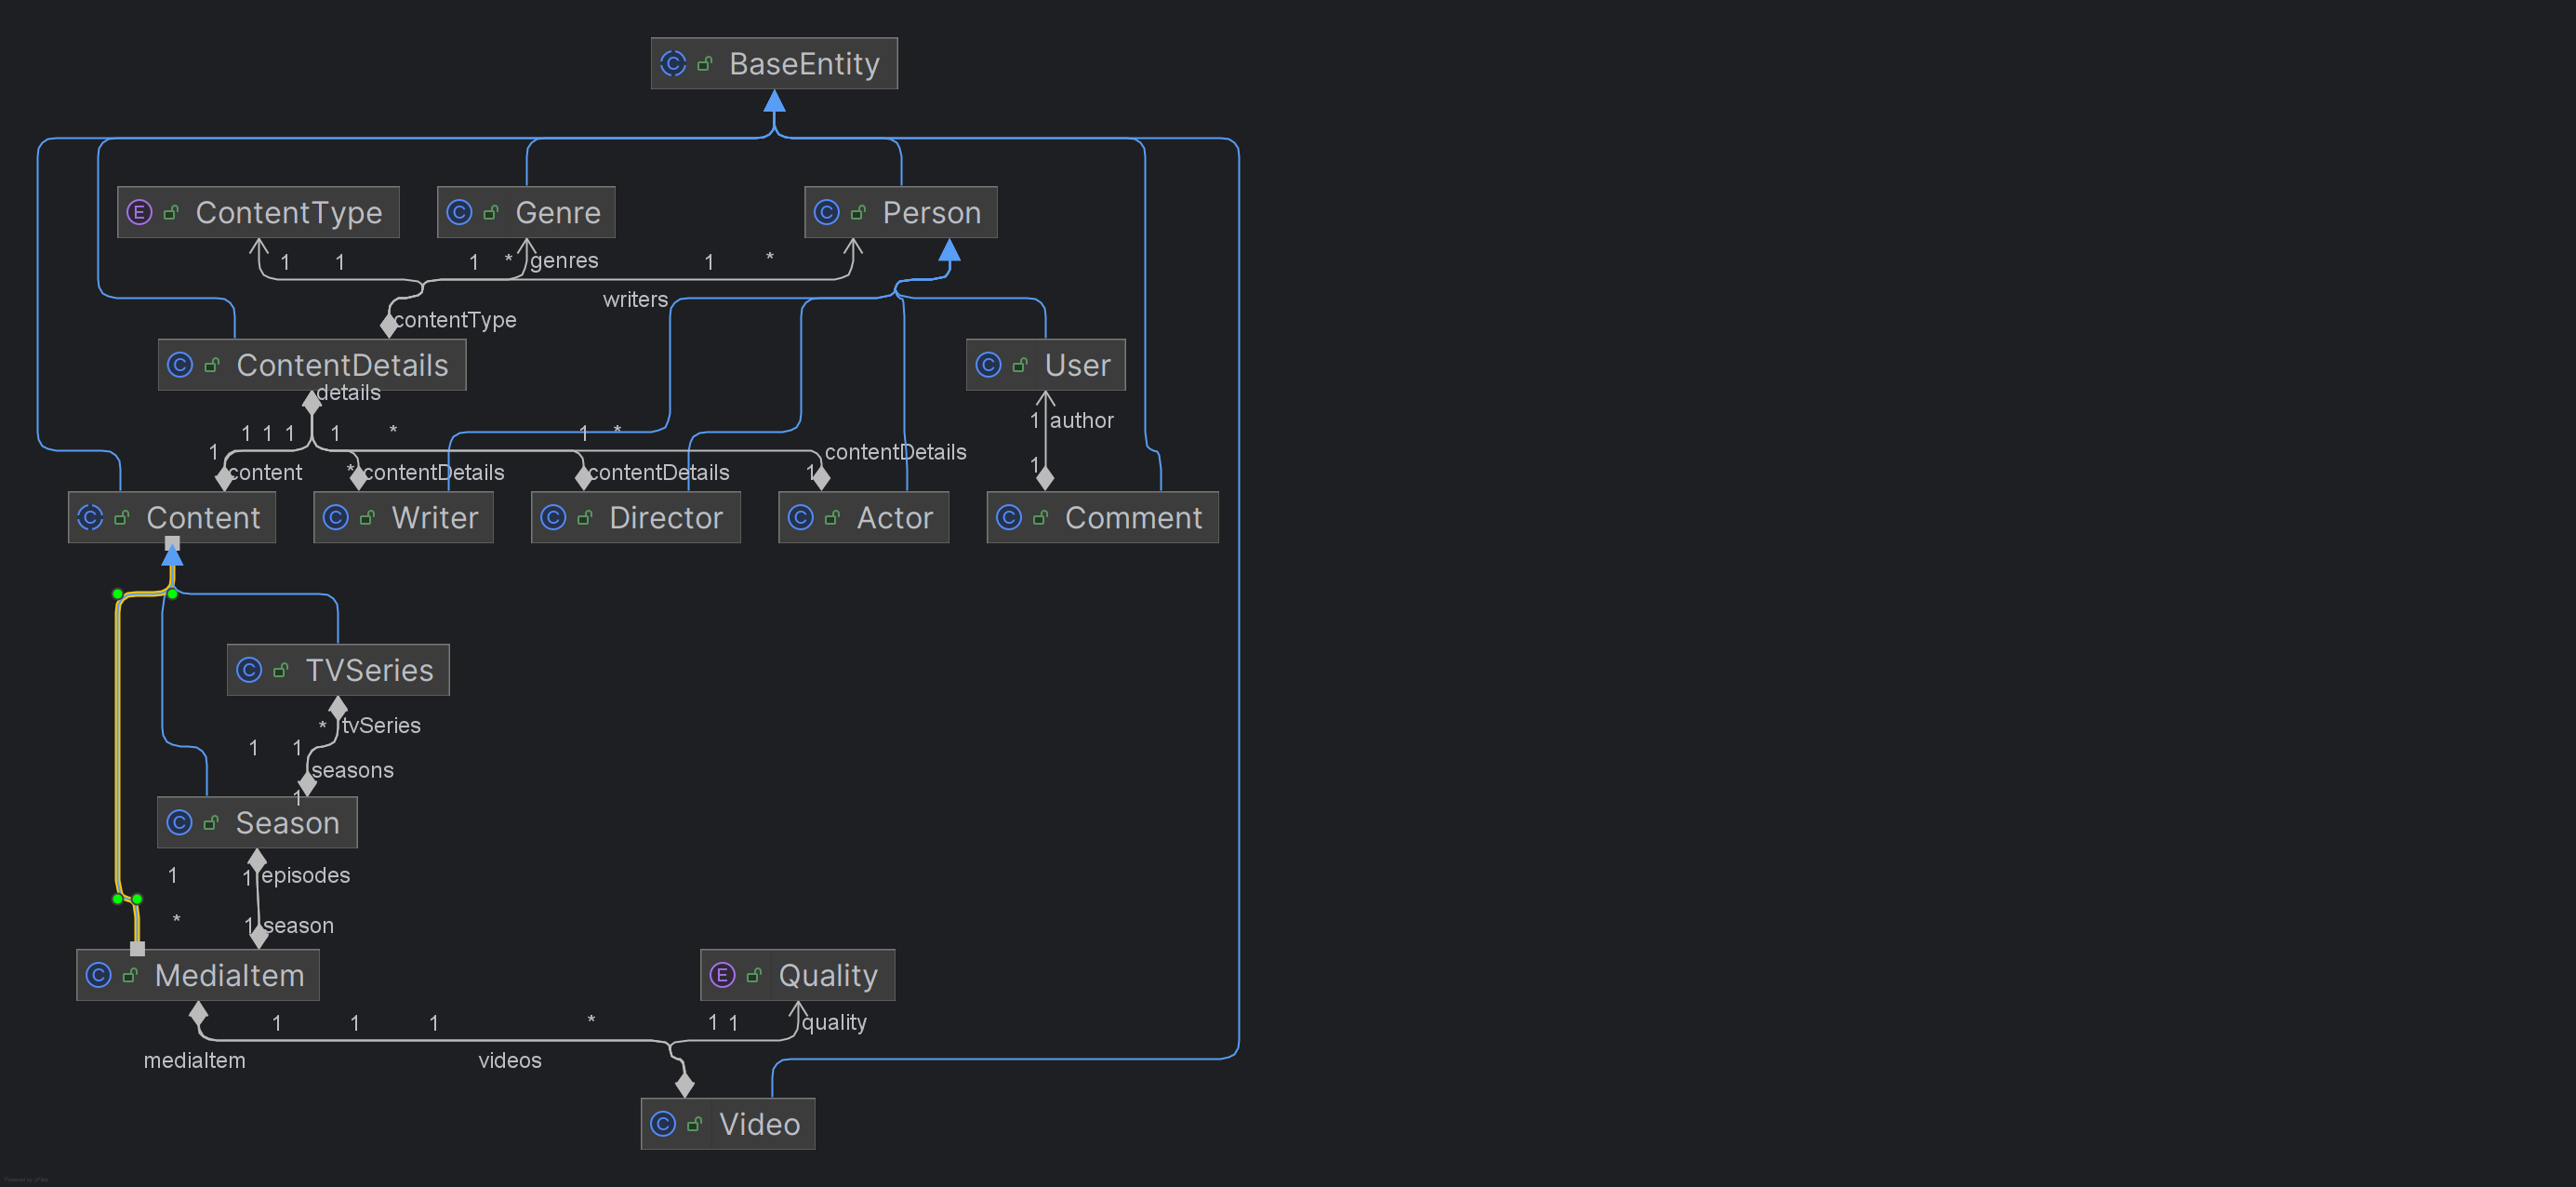 BaseEntity
E ContentType
C Genre
C Person
1 1 1 * genres 1 *
writers
contentType
C ContentDetails
C User
details
1 author
1 1 1 1 * 1 *
1 contentDetails
content * contentDetails contentDetails 1 1
C Content
C Writer
C Director
C Actor
C Comment
C TVSeries
* tvSeries
1 1
seasons
1
C Season
1 1 episodes
* 1 season
C MediaItem
E Quality
1 1 1 * 1 1 quality
mediaItem videos
C Video